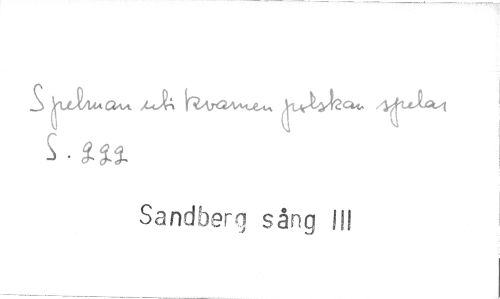 Spelman uti kvarnen polskan spelar
S. 222
Sandberg sång III